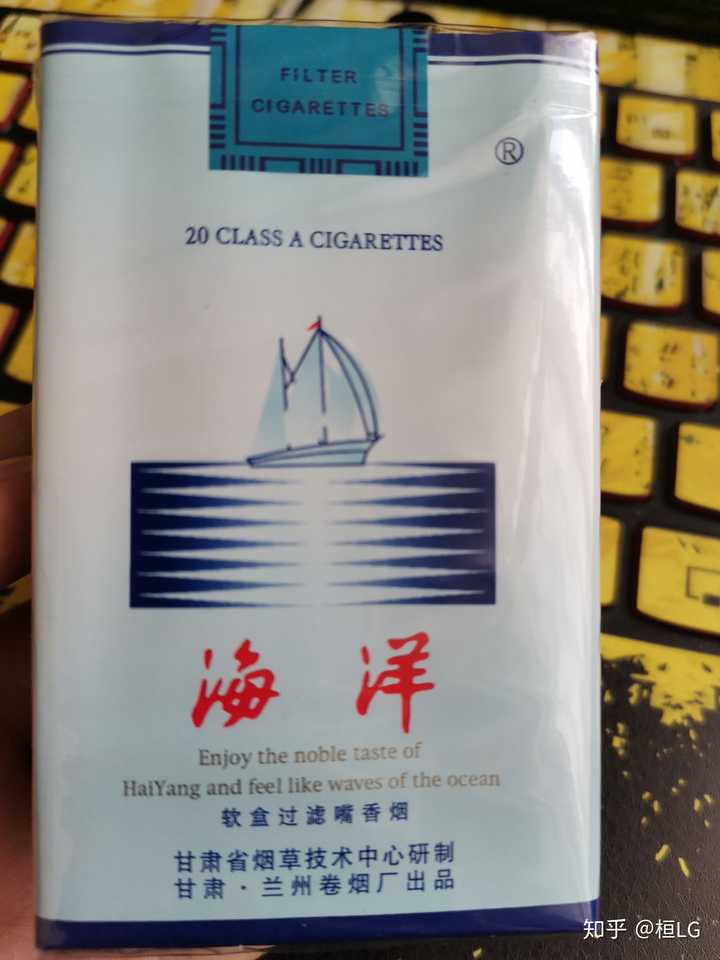 FILTER
CIGARETTES
®
20 CLASS A CIGARETTES
海洋
Enjoy the noble taste of
HaiYang and feel like waves of the ocean
软盒过滤嘴香烟
甘肃省烟草技术中心研制
甘肃·兰州卷烟厂出品
知乎 @桓LG